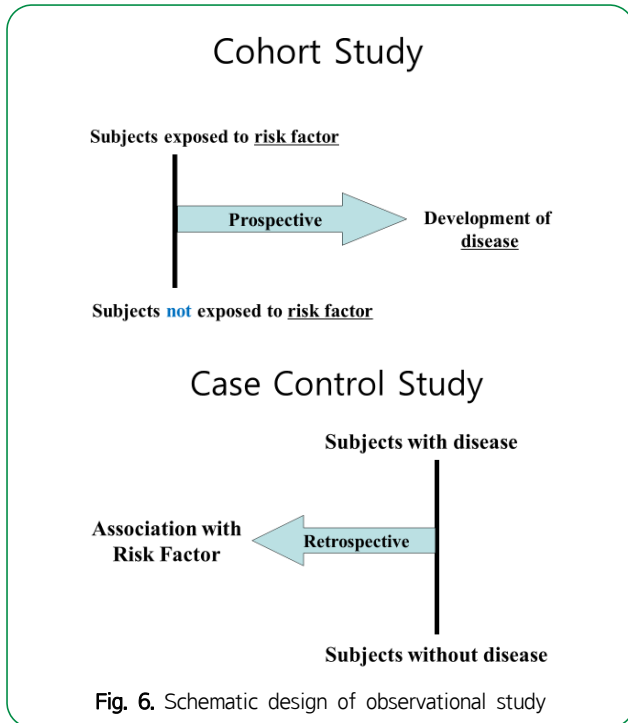 Cohort Study
Subjects exposed to risk factor
Prospective
Development of
disease
Subjects not exposed to risk factor
Case Control Study
Subjects with disease
Association with
Risk Factor
Retrospective
Subjects without disease
Fig. 6. Schematic design of observational study